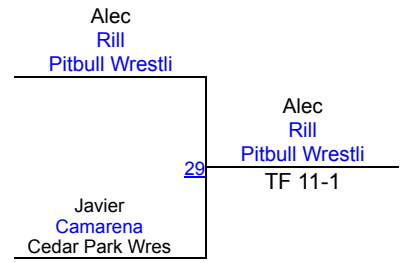 Alec
Rill
Pitbull Wrestli
Alec
Rill
Pitbull Wrestli
29
TF 11-1
Javier
Camarena
Cedar Park Wres